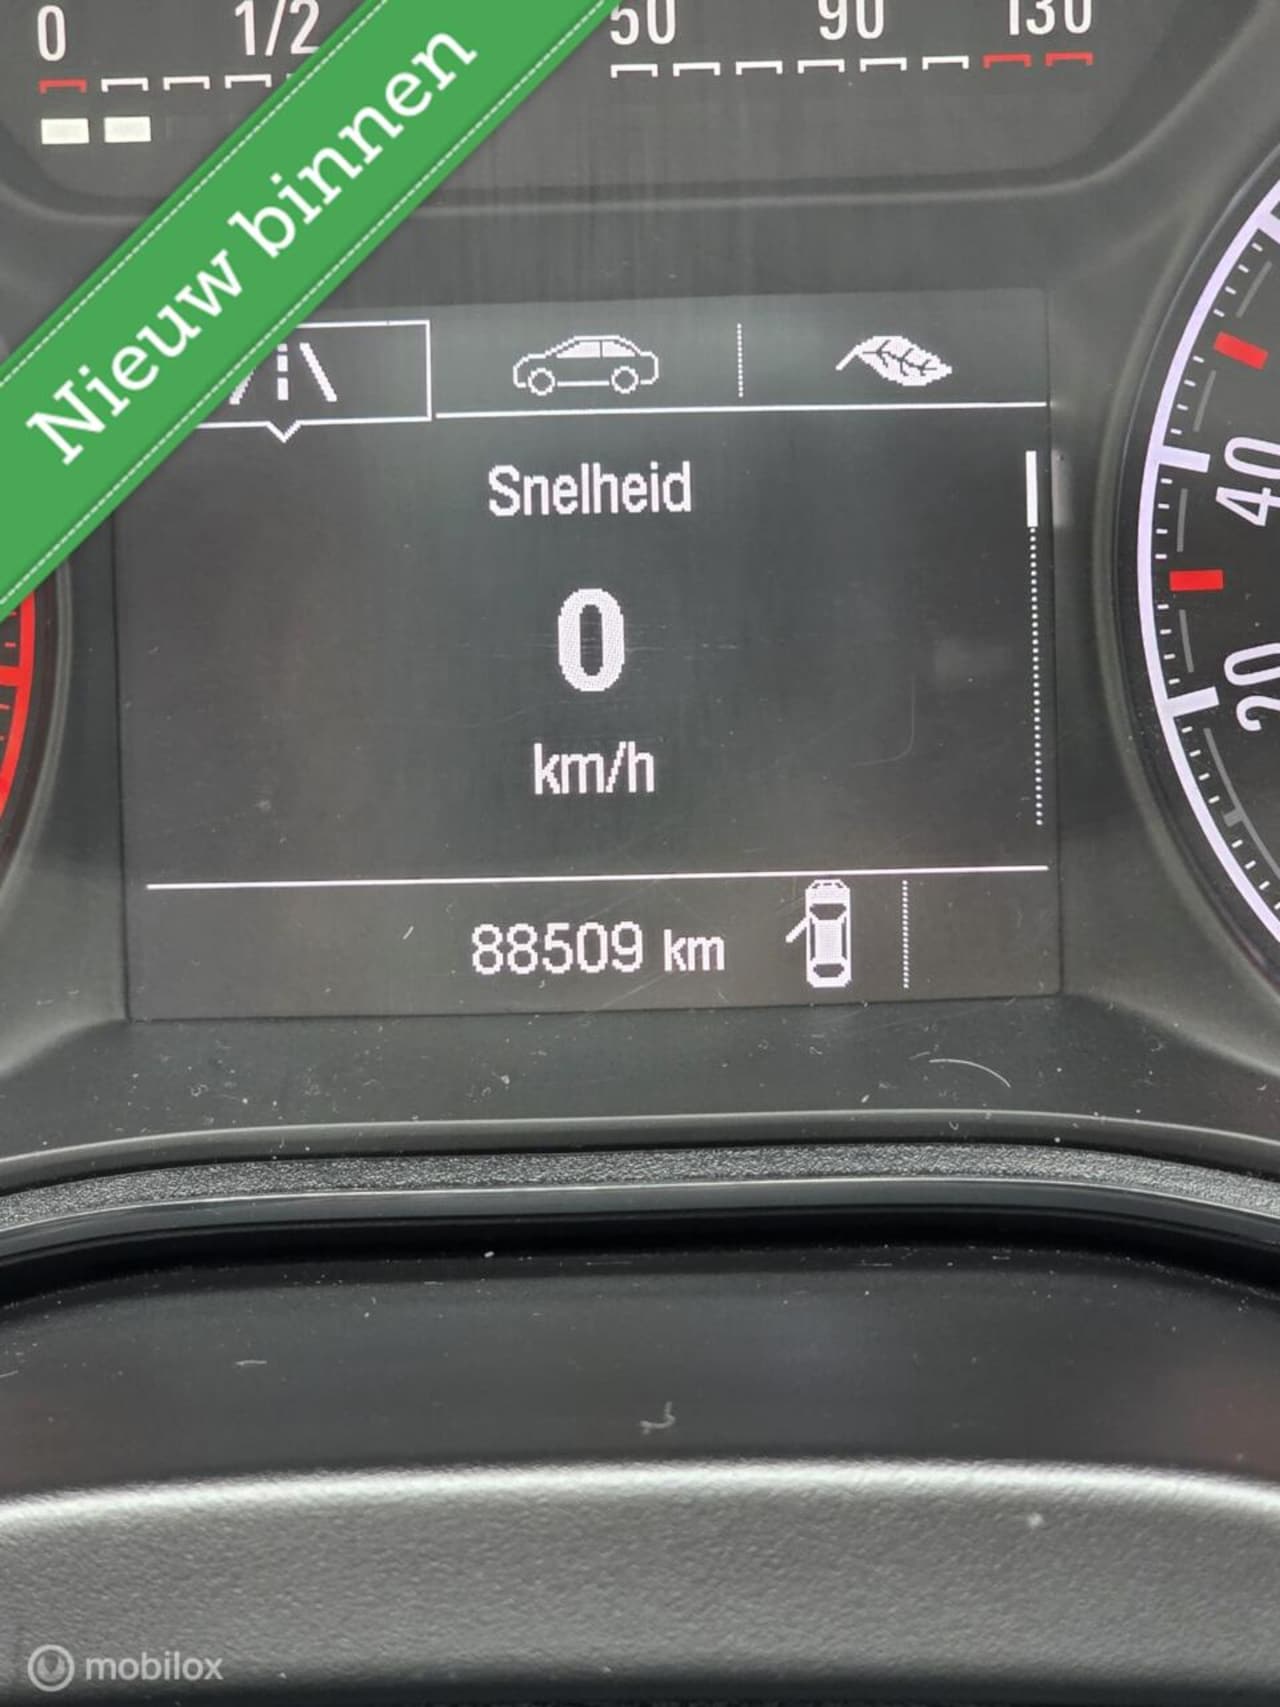 0 1/2 50 90 130
Nieuw binnen
Snelheid
0
km/h
40
20
88509 km
mobilox